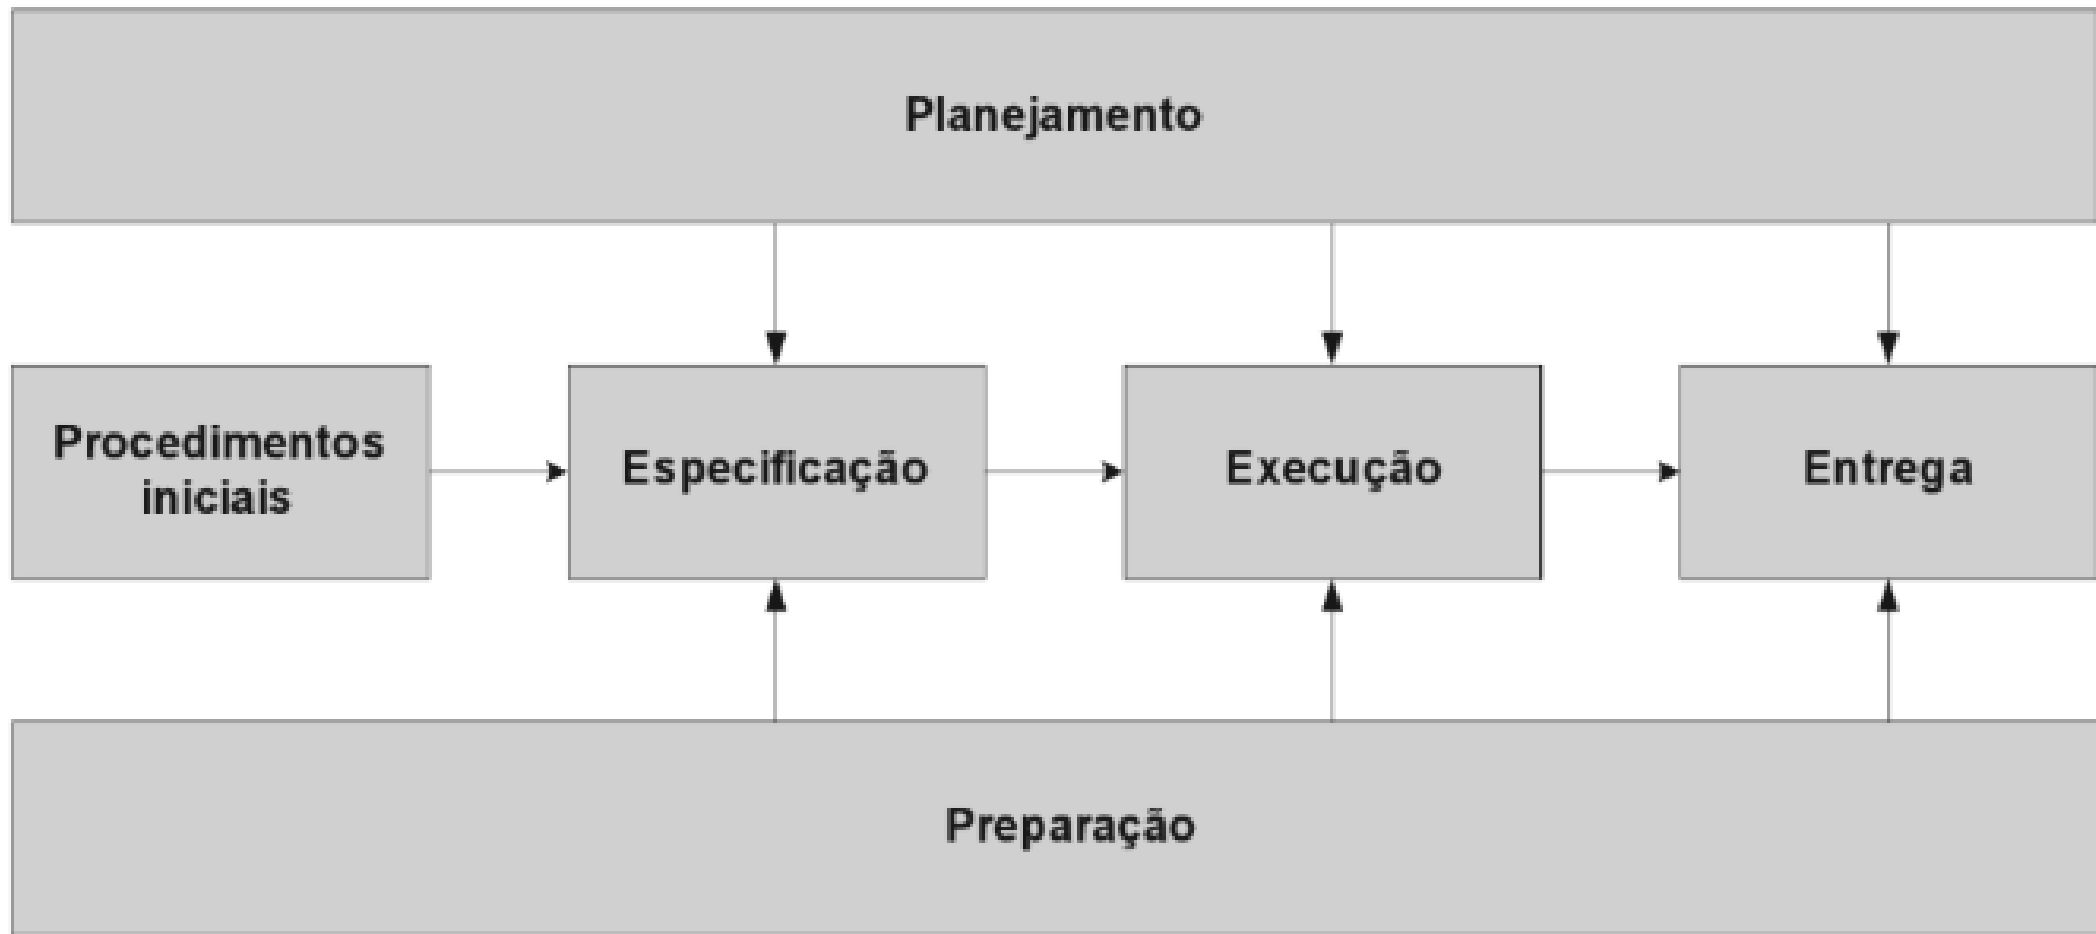 Planejamento
Procedimentos
iniciais
Especificação
Execução
Entrega
Preparação